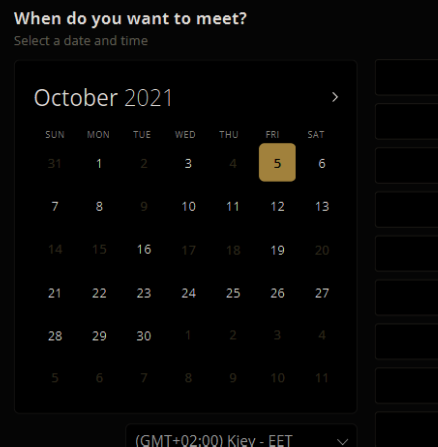 When do you want to meet?
Select a date and time
October 2021
SUN MON TUE WED THU FRI SAT
31 1 2 3 4 5 6
7 8 9 10 11 12 13
14 15 16 17 18 19 20
21 22 23 24 25 26 27
28 29 30 1 2 3 4
5 6 7 8 9 10 11
(GMT+02:00) Kiev - EET